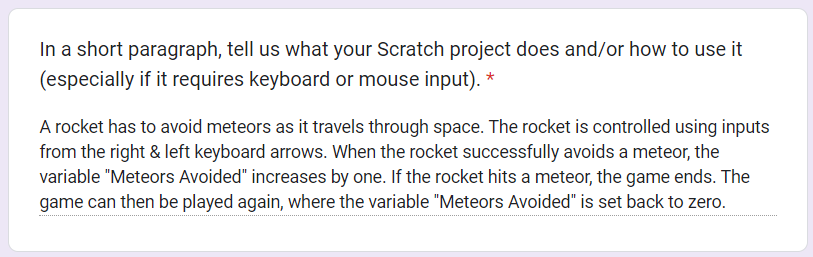 In a short paragraph, tell us what your Scratch project does and/or how to use it
(especially if it requires keyboard or mouse input). *
A rocket has to avoid meteors as it travels through space. The rocket is controlled using inputs
from the right & left keyboard arrows. When the rocket successfully avoids a meteor, the
variable "Meteors Avoided" increases by one. If the rocket hits a meteor, the game ends. The
game can then be played again, where the variable "Meteors Avoided" is set back to zero.